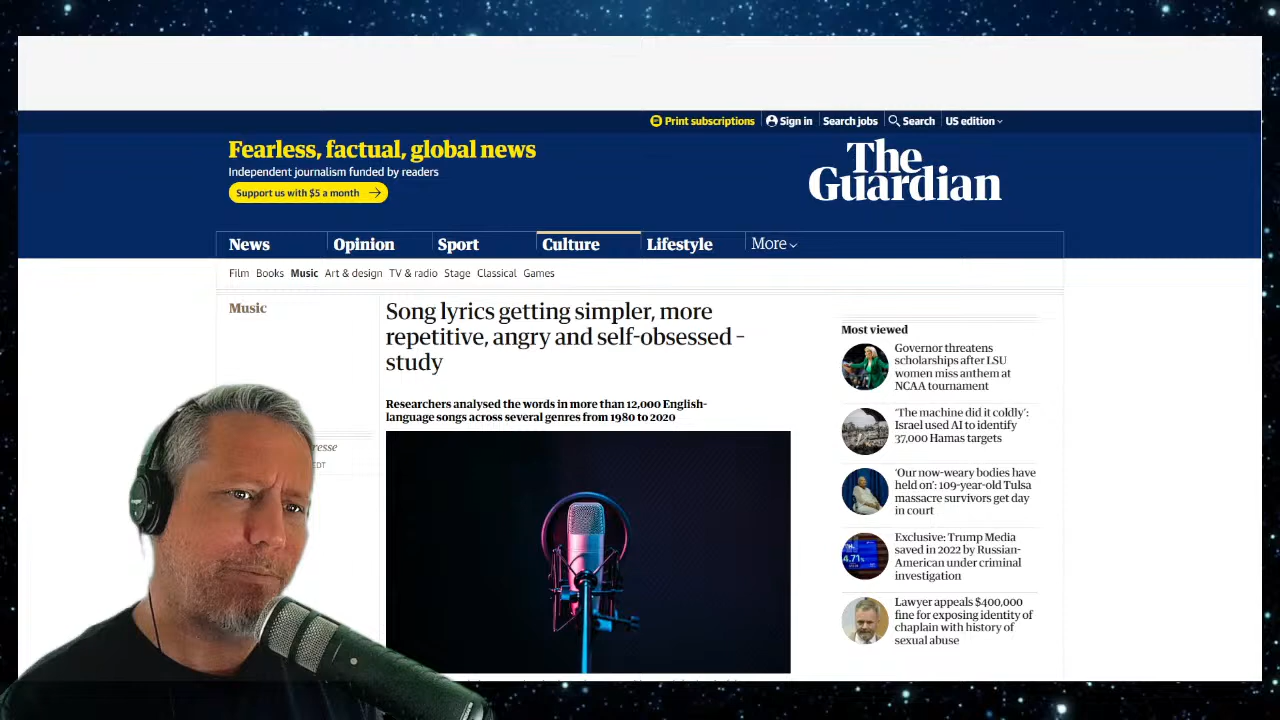 Print subscriptions
Sign in
Search jobs
Search
US edition
Fearless, factual, global news
Independent journalism funded by readers
Support us with $5 a month
The
Guardian
News
Opinion
Sport
Culture
Lifestyle
More
Film Books Music Art & design TV & radio Stage Classical Games
Music
Song lyrics getting simpler, more
repetitive, angry and self-obsessed –
study
Researchers analysed the words in more than 12,000 English-
language songs across several genres from 1980 to 2020
Most viewed
Governor threatens
scholarships after LSU
women miss anthem at
NCAA tournament
‘The machine did it coldly’:
Israel used AI to identify
37,000 Hamas targets
‘Our now-weary bodies have
held on’: 109-year-old Tulsa
massacre survivors get day
in court
Exclusive: Trump Media
saved in 2022 by Russian-
American under criminal
investigation
Lawyer appeals $400,000
fine for exposing identity of
chaplain with history of
sexual abuse
4.71%